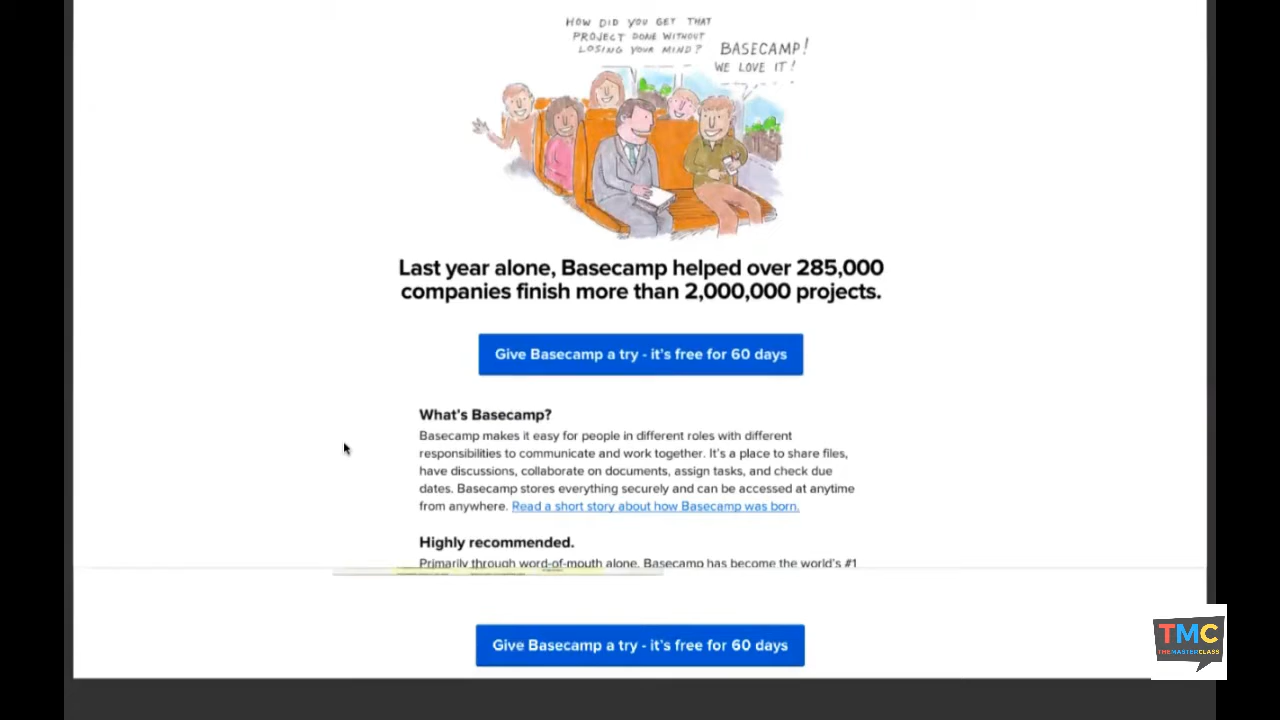 HOW DID YOU GET THAT
PROJECT DONE WITHOUT
LOSING YOUR MIND?
BASECAMP!
WE LOVE IT!
Last year alone, Basecamp helped over 285,000
companies finish more than 2,000,000 projects.
Give Basecamp a try - it's free for 60 days
What's Basecamp?
Basecamp makes it easy for people in different roles with different
responsibilities to communicate and work together. It's a place to share files,
have discussions, collaborate on documents, assign tasks, and check due
dates. Basecamp stores everything securely and can be accessed at anytime
from anywhere. Read a short story about how Basecamp was born.
Highly recommended.
Primarily through word-of-mouth alone, Basecamp has become the world's #1
Give Basecamp a try - it's free for 60 days
TMC
THEMASTERCLASS